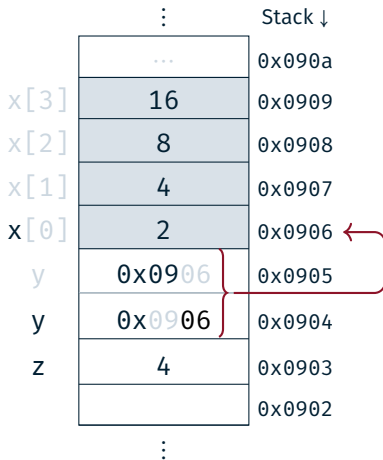 ⋮ Stack ↓
... 0x090a
x[3] 16 0x0909
x[2] 8 0x0908
x[1] 4 0x0907
x[0] 2 0x0906
y 0x0906 0x0905
y 0x0906 0x0904
z 4 0x0903
0x0902
⋮